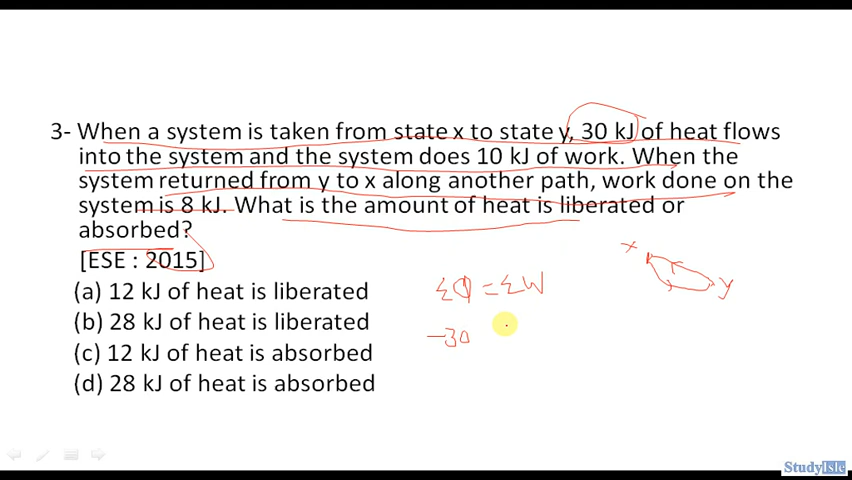 3- When a system is taken from state x to state y, 30 kJ of heat flows
into the system and the system does 10 kJ of work. When the
system returned from y to x along another path, work done on the
system is 8 kJ. What is the amount of heat is liberated or
absorbed?
[ESE : 2015]
(a) 12 kJ of heat is liberated
(b) 28 kJ of heat is liberated
(c) 12 kJ of heat is absorbed
(d) 28 kJ of heat is absorbed
x
y
ΣQ = ΣW
-30
StudyIsle